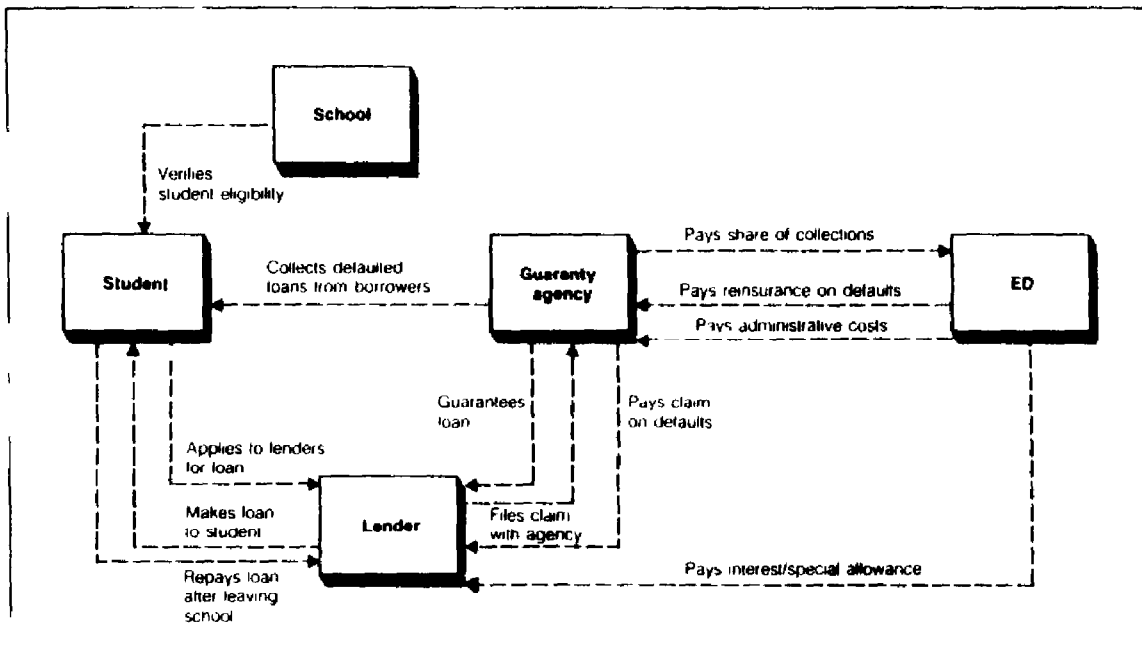 School
Verifies
student eligibility
Student
Collects defaulted
loans from borrowers
Guaranty
agency
Pays share of collections
Pays reinsurance on defaults
Pays administrative costs
ED
Guarantees
loan
Pays claim
on defaults
Applies to lenders
for loan
Makes loan
to student
Lender
Files claim
with agency
Repays loan
after leaving
school
Pays interest/special allowance